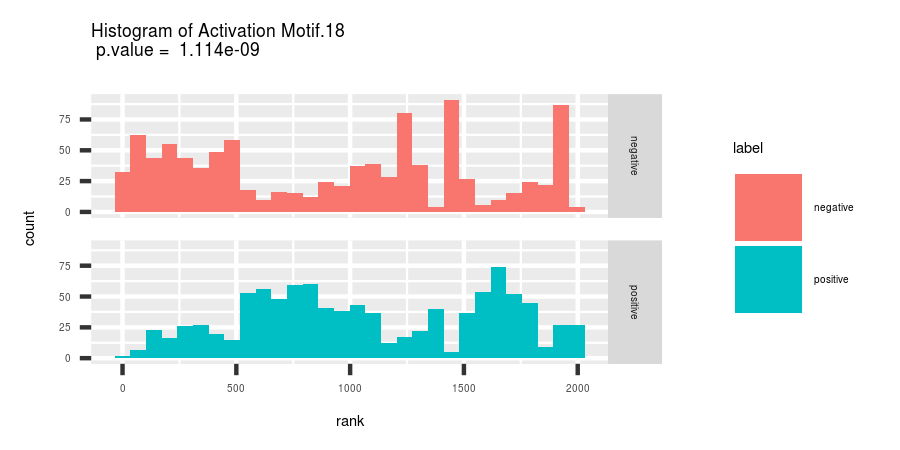 Histogram of Activation Motif.18
p.value = 1.114e-09
count
75
50
25
0
negative
75
50
25
0
positive
0 500 1000 1500 2000
rank
label
negative
positive